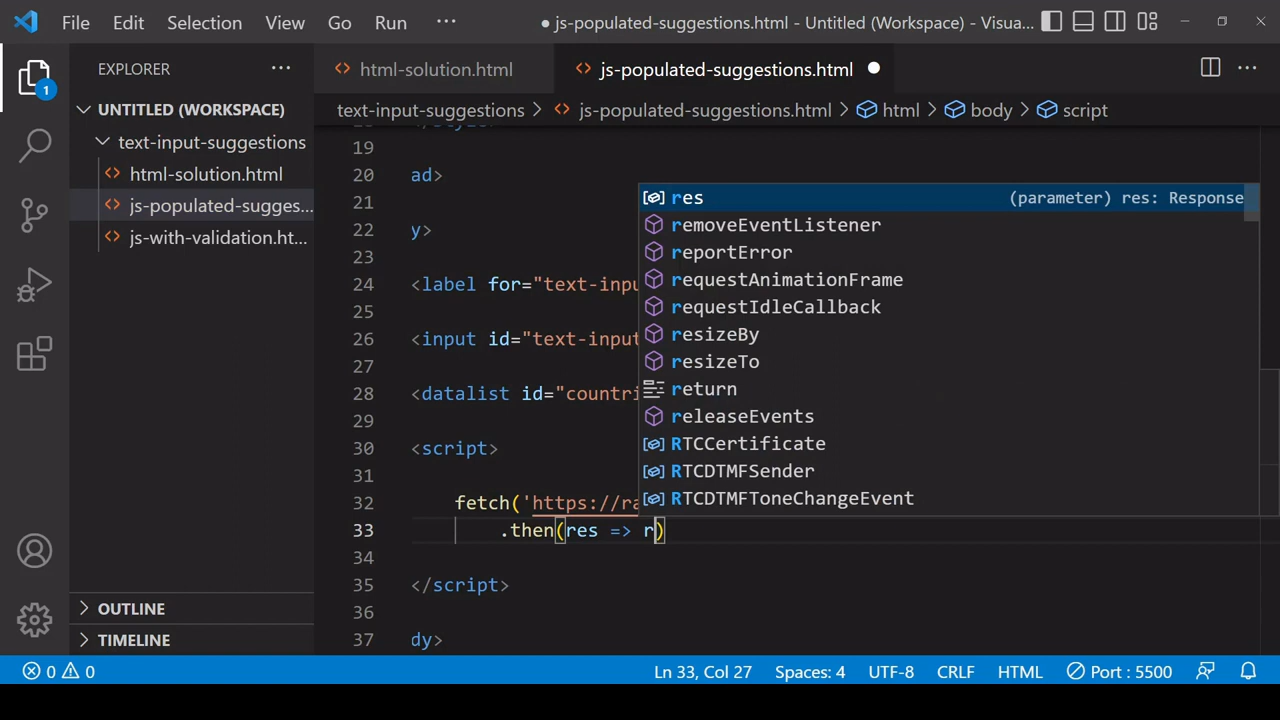 File Edit Selection View Go Run ··· ● js-populated-suggestions.html - Untitled (Workspace) - Visua...
EXPLORER ···
html-solution.html
js-populated-suggestions.html ●
···
UNTITLED (WORKSPACE)
text-input-suggestions > js-populated-suggestions.html > html > body > script
text-input-suggestions
html-solution.html
js-populated-sugges...
js-with-validation.ht...
1
19
20 ad>
21
22 y>
23
24 <label for="text-inpu
25
26 <input id="text-input
27
28 <datalist id="countri
29
30 <script>
31
32 fetch('https://ra
33 .then(res => r)
34
35 </script>
36
37 dy>
res (parameter) res: Response
removeEventListener
reportError
requestAnimationFrame
requestIdleCallback
resizeBy
resizeTo
return
releaseEvents
RTCCertificate
RTCDTMFSender
RTCDTMFToneChangeEvent
OUTLINE
TIMELINE
0 0 Ln 33, Col 27 Spaces: 4 UTF-8 CRLF HTML Port : 5500